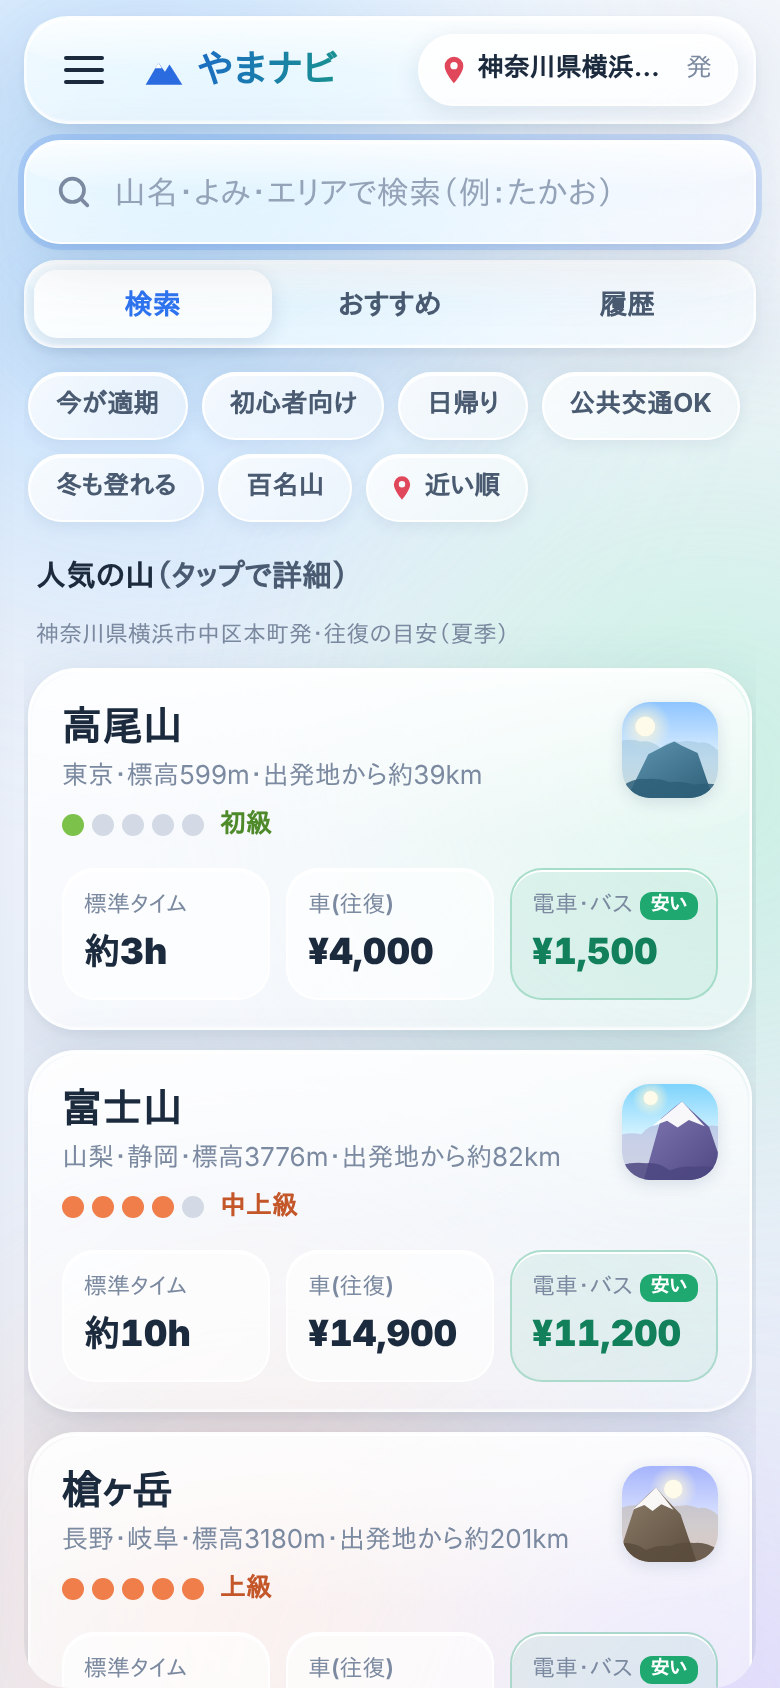 やまナビ
神奈川県横浜... 発
山名・よみ・エリアで検索（例：たかお）
検索 おすすめ 履歴
今が適期 初心者向け 日帰り 公共交通OK
冬も登れる 百名山 近い順
人気の山（タップで詳細）
神奈川県横浜市中区本町発・往復の目安（夏季）
高尾山
東京・標高599m・出発地から約39km
初級
標準タイム 車(往復) 電車・バス 安い
約3h ¥4,000 ¥1,500
富士山
山梨・静岡・標高3776m・出発地から約82km
中上級
標準タイム 車(往復) 電車・バス 安い
約10h ¥14,900 ¥11,200
槍ヶ岳
長野・岐阜・標高3180m・出発地から約201km
上級
標準タイム 車(往復) 電車・バス 安い